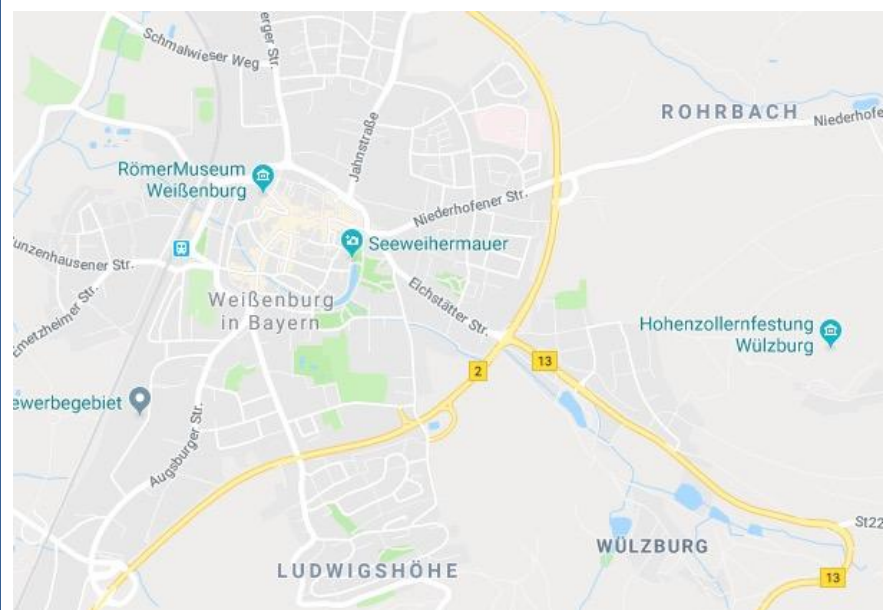 Schmalwieser Weg
erger Str.
Jahnstraße
ROHRBACH
Niederhofe
RömerMuseum
Weißenburg
Niederhofener Str.
Seeweihermauer
unzenhausener Str.
Emetzheimer Str.
Weißenburg
in Bayern
Eichstätter Str.
Hohenzollernfestung
Wülzburg
2
13
ewerbegebiet
Augsburger Str.
St22
WÜLZBURG
LUDWIGSHÖHE
13